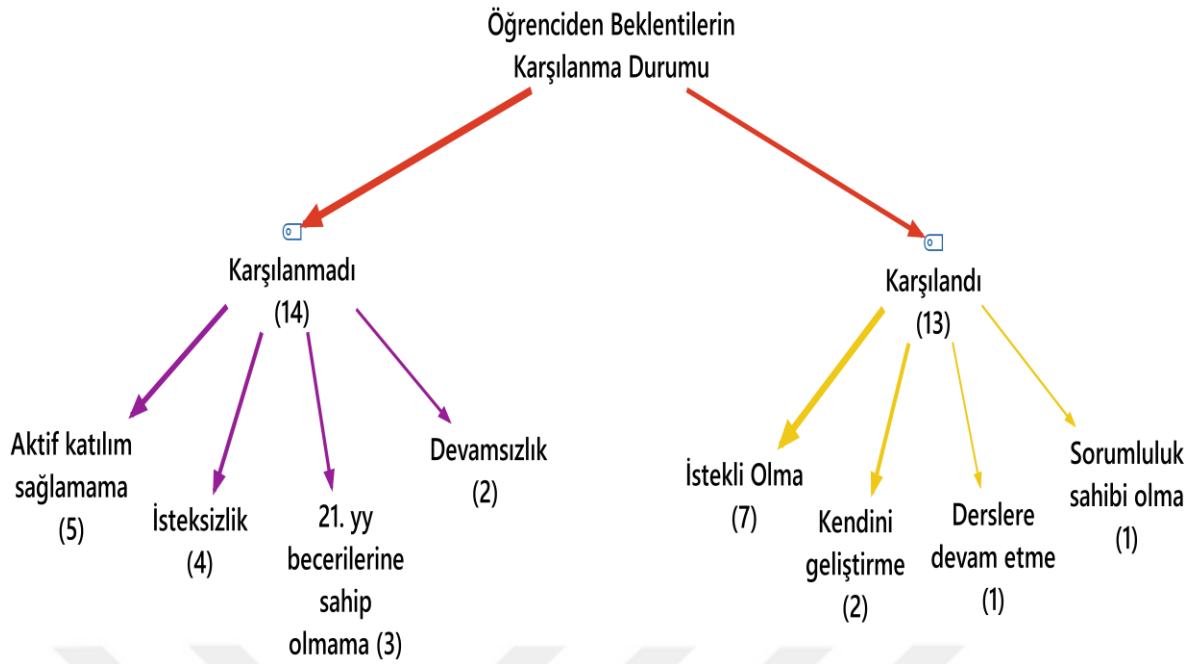 Öğrenciden Beklentilerin
Karşılanma Durumu
Karşılanmadı
(14)
Karşılandı
(13)
Aktif katılım
sağlamama
(5)
İsteksizlik
(4)
21. yy
becerilerine
sahip
olmama (3)
Devamsızlık
(2)
İstekli Olma
(7)
Kendini
geliştirme
(2)
Derslere
devam etme
(1)
Sorumluluk
sahibi olma
(1)